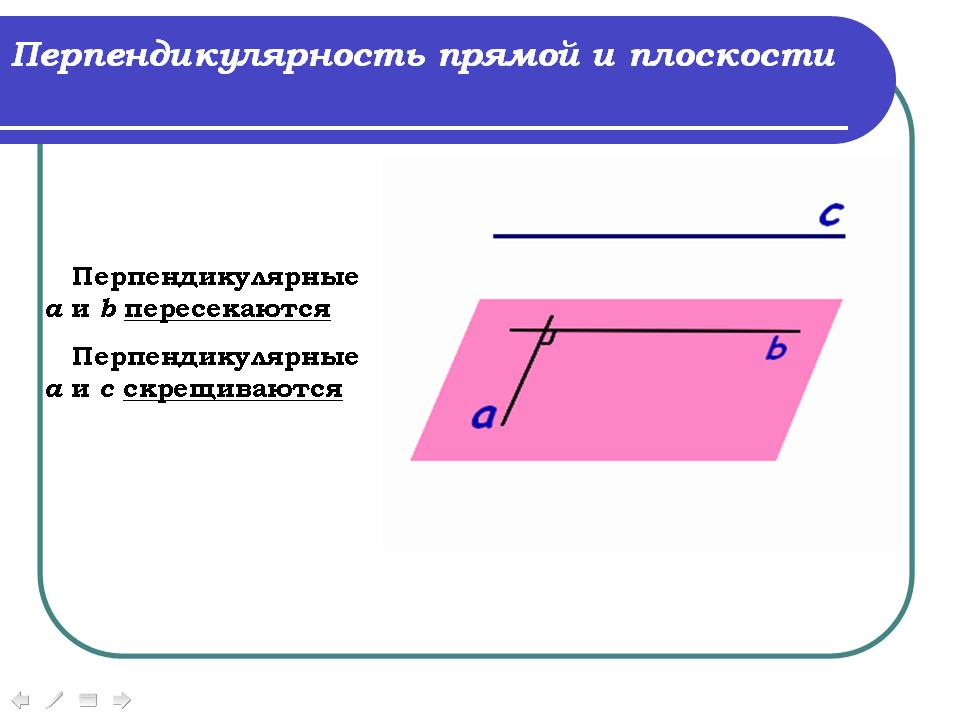 Перпендикулярность прямой и плоскости
c
Перпендикулярные
a и b пересекаются
Перпендикулярные
a и c скрещиваются
b
a